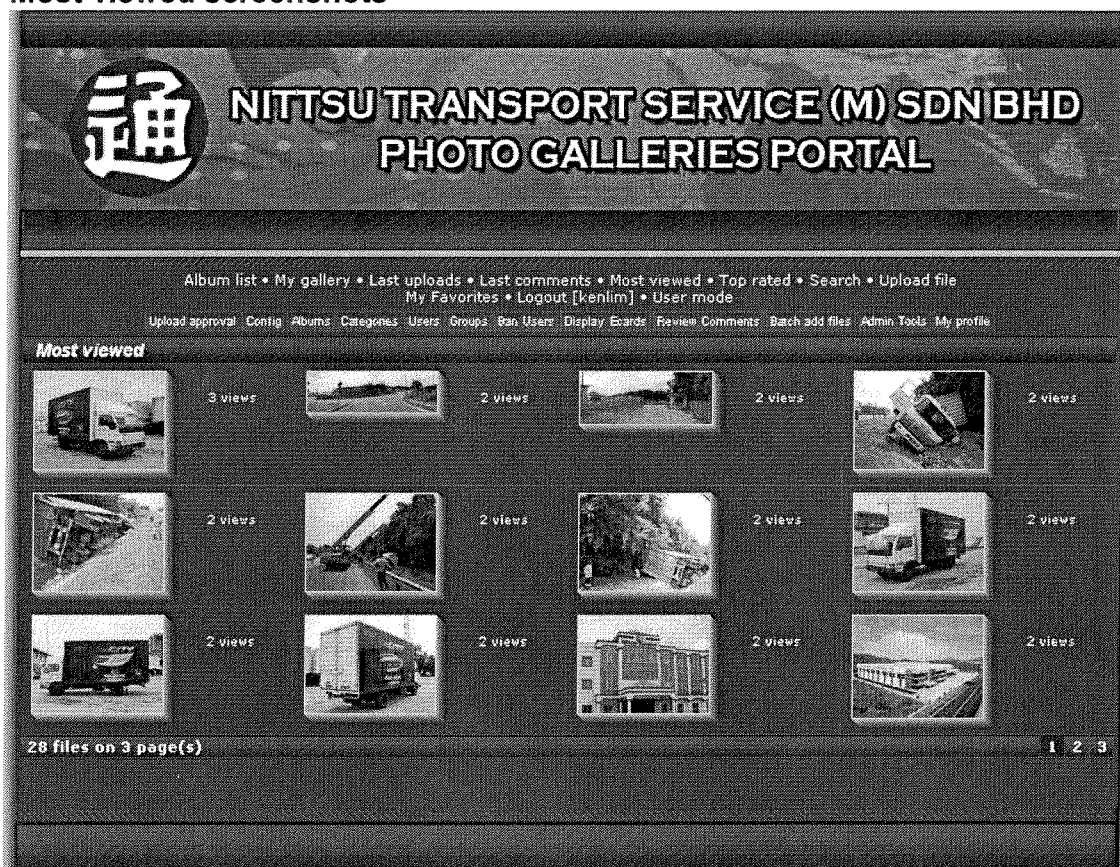 Most viewed screenshots
通
NITTSU TRANSPORT SERVICE (M) SDN BHD
PHOTO GALLERIES PORTAL
Album list • My gallery • Last uploads • Last comments • Most viewed • Top rated • Search • Upload file
My Favorites • Logout [kenlim] • User mode
Upload approval Config Albums Categories Users Groups Ban Users Display Ecards Review Comments Batch add files Admin Tools My profile
Most viewed
3 views 2 views 2 views 2 views
2 views 2 views 2 views 2 views
2 views 2 views 2 views 2 views
28 files on 3 page(s) 1 2 3